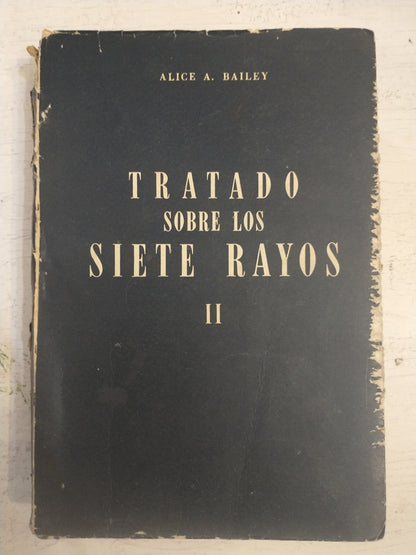 ALICE A. BAILEY
TRATADO
SOBRE LOS
SIETE RAYOS
II